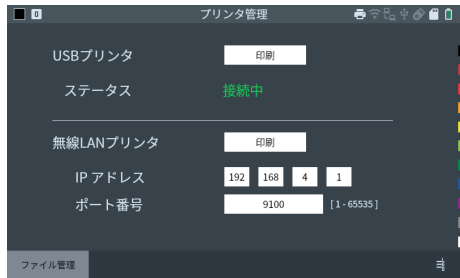 0 プリンタ管理
USBプリンタ 印刷
ステータス 接続中
無線LANプリンタ 印刷
IP アドレス 192 168 4 1
ポート番号 9100 [1-65535]
ファイル管理